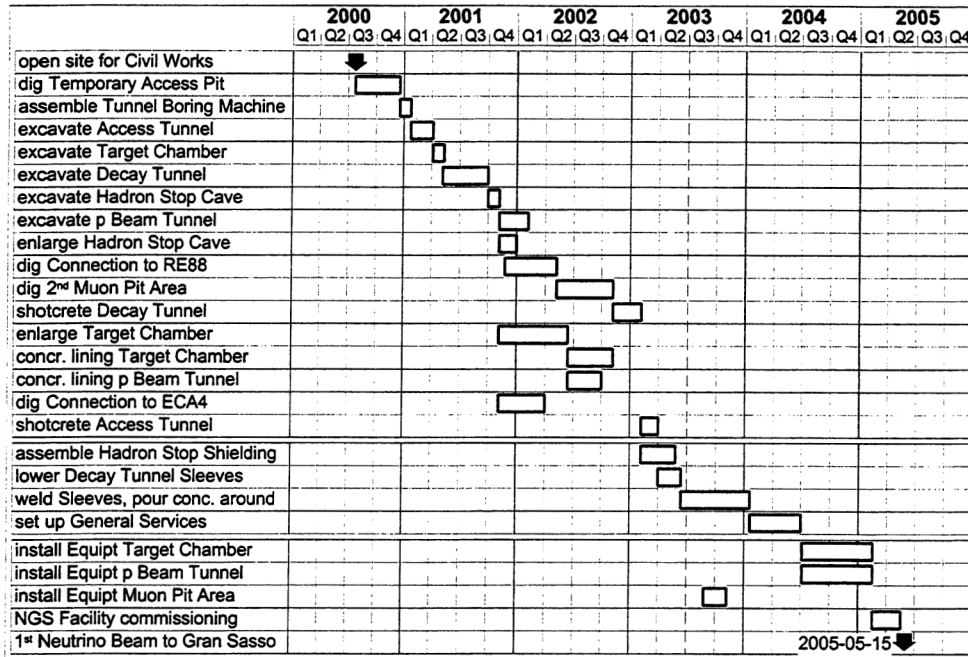 2000 2001 2002 2003 2004 2005
Q1 Q2 Q3 Q4 Q1 Q2 Q3 Q4 Q1 Q2 Q3 Q4 Q1 Q2 Q3 Q4 Q1 Q2 Q3 Q4 Q1 Q2 Q3 Q4
open site for Civil Works
dig Temporary Access Pit
assemble Tunnel Boring Machine
excavate Access Tunnel
excavate Target Chamber
excavate Decay Tunnel
excavate Hadron Stop Cave
excavate p Beam Tunnel
enlarge Hadron Stop Cave
dig Connection to RE88
dig 2nd Muon Pit Area
shotcrete Decay Tunnel
enlarge Target Chamber
concr. lining Target Chamber
concr. lining p Beam Tunnel
dig Connection to ECA4
shotcrete Access Tunnel
assemble Hadron Stop Shielding
lower Decay Tunnel Sleeves
weld Sleeves, pour conc. around
set up General Services
install Equipt Target Chamber
install Equipt p Beam Tunnel
install Equipt Muon Pit Area
NGS Facility commissioning
1st Neutrino Beam to Gran Sasso 2005-05-15